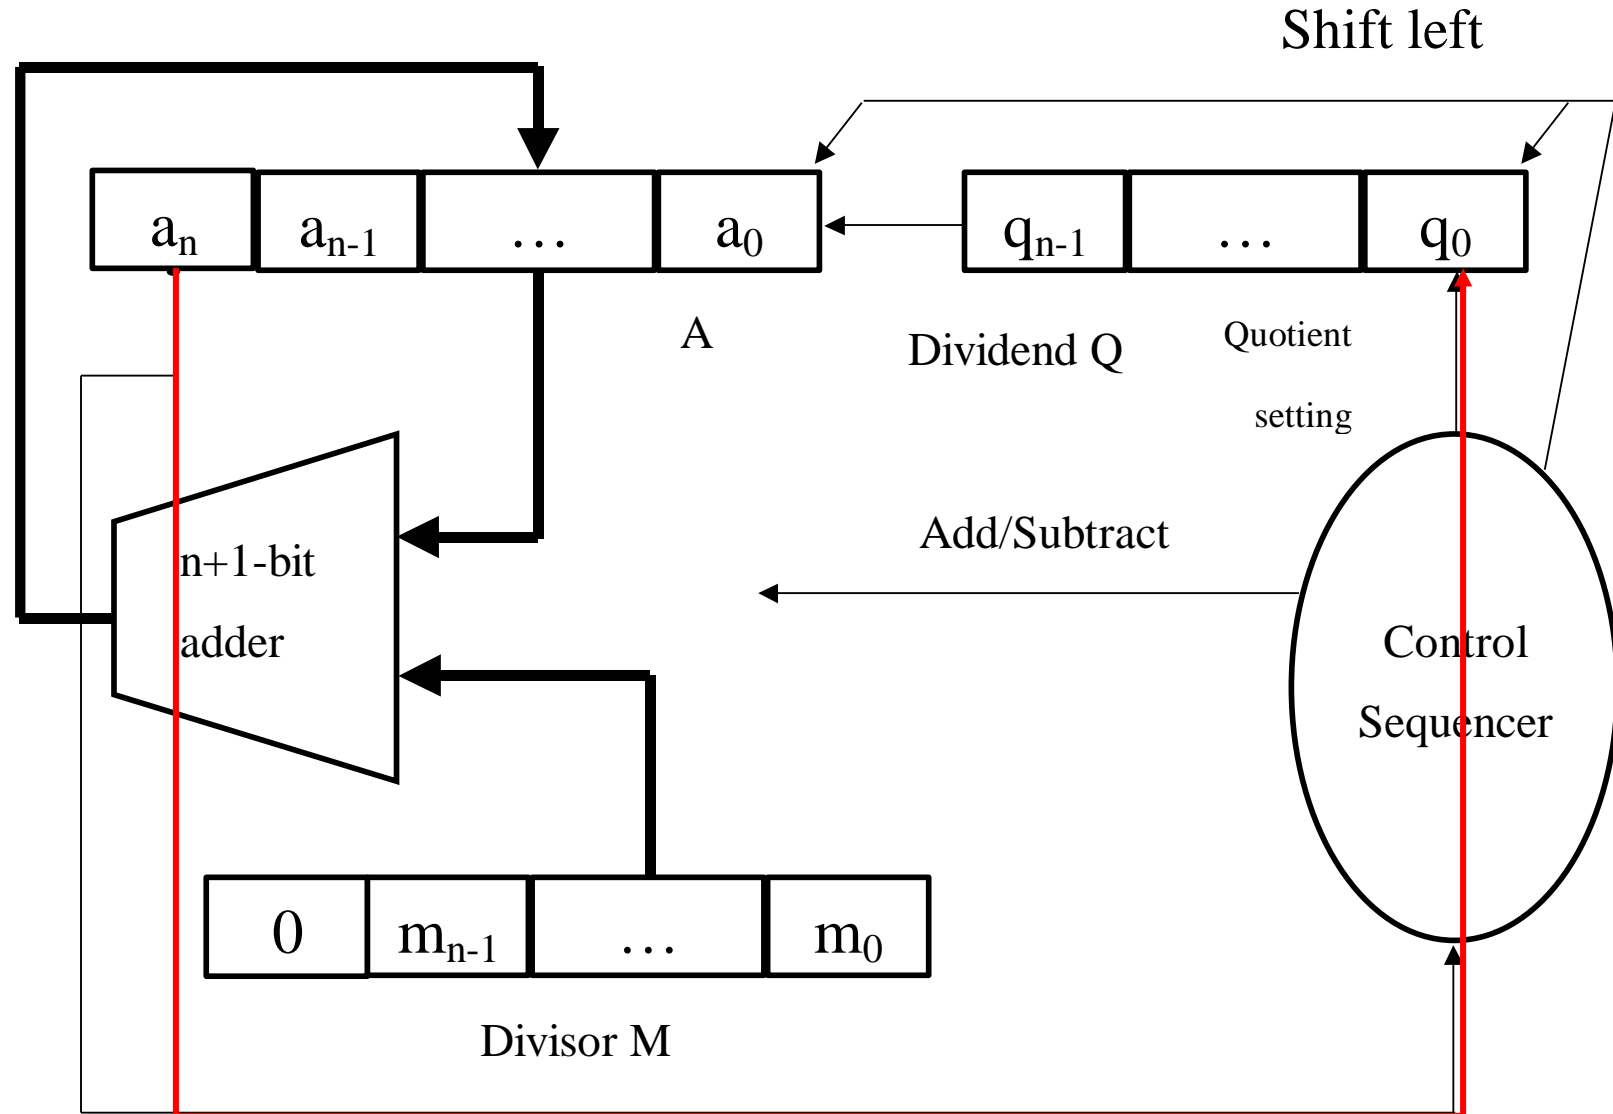 Shift left
aₙ aₙ₋₁ … a₀ qₙ₋₁ … q₀
A
Dividend Q
Quotient
setting
Add/Subtract
n+1-bit
adder
Control
Sequencer
0 mₙ₋₁ … m₀
Divisor M